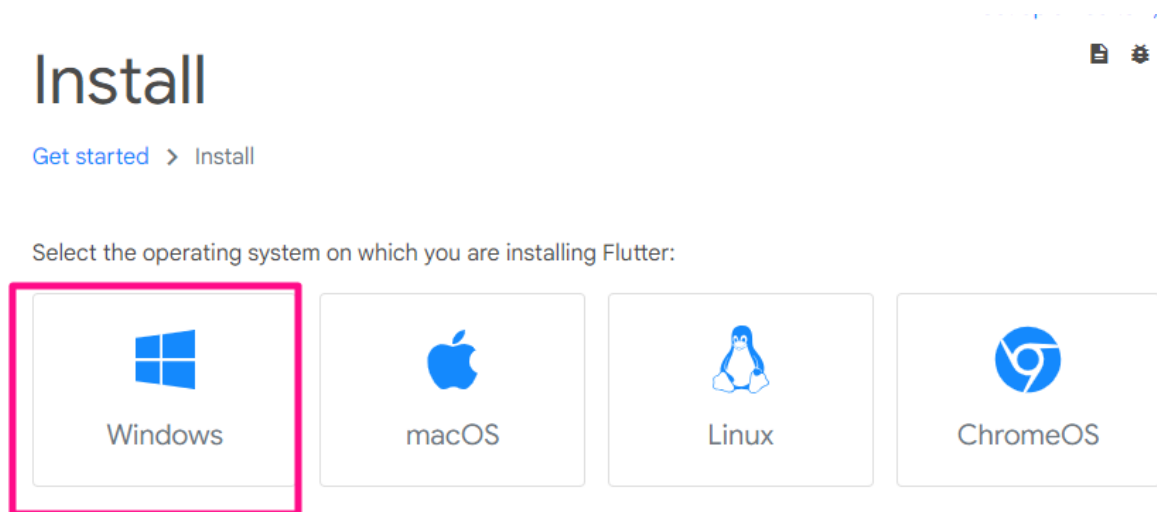 Install
Get started > Install
Select the operating system on which you are installing Flutter:
Windows macOS Linux ChromeOS